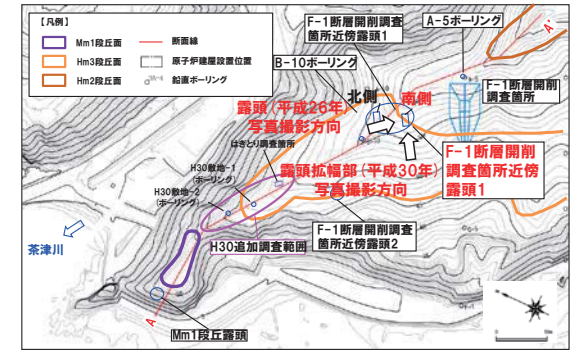 【凡例】
Mm1段丘面
Hm3段丘面
Hm2段丘面
断面線
原子炉建屋設置位置
鉛直ボーリング
F-1断層開削調査
箇所近傍露頭1
A-5ボーリング
A'
B-10ボーリング
北側
南側
F-1断層開削
調査箇所
露頭(平成26年)
写真撮影方向
はぎとり調査箇所
F-1断層開削
調査箇所近傍
露頭1
露頭拡幅部(平成30年)
写真撮影方向
H30敷地-1
(ボーリング)
H30敷地-2
(ボーリング)
F-1断層開削調査
箇所近傍露頭2
H30追加調査範囲
茶津川
A
Mm1段丘露頭